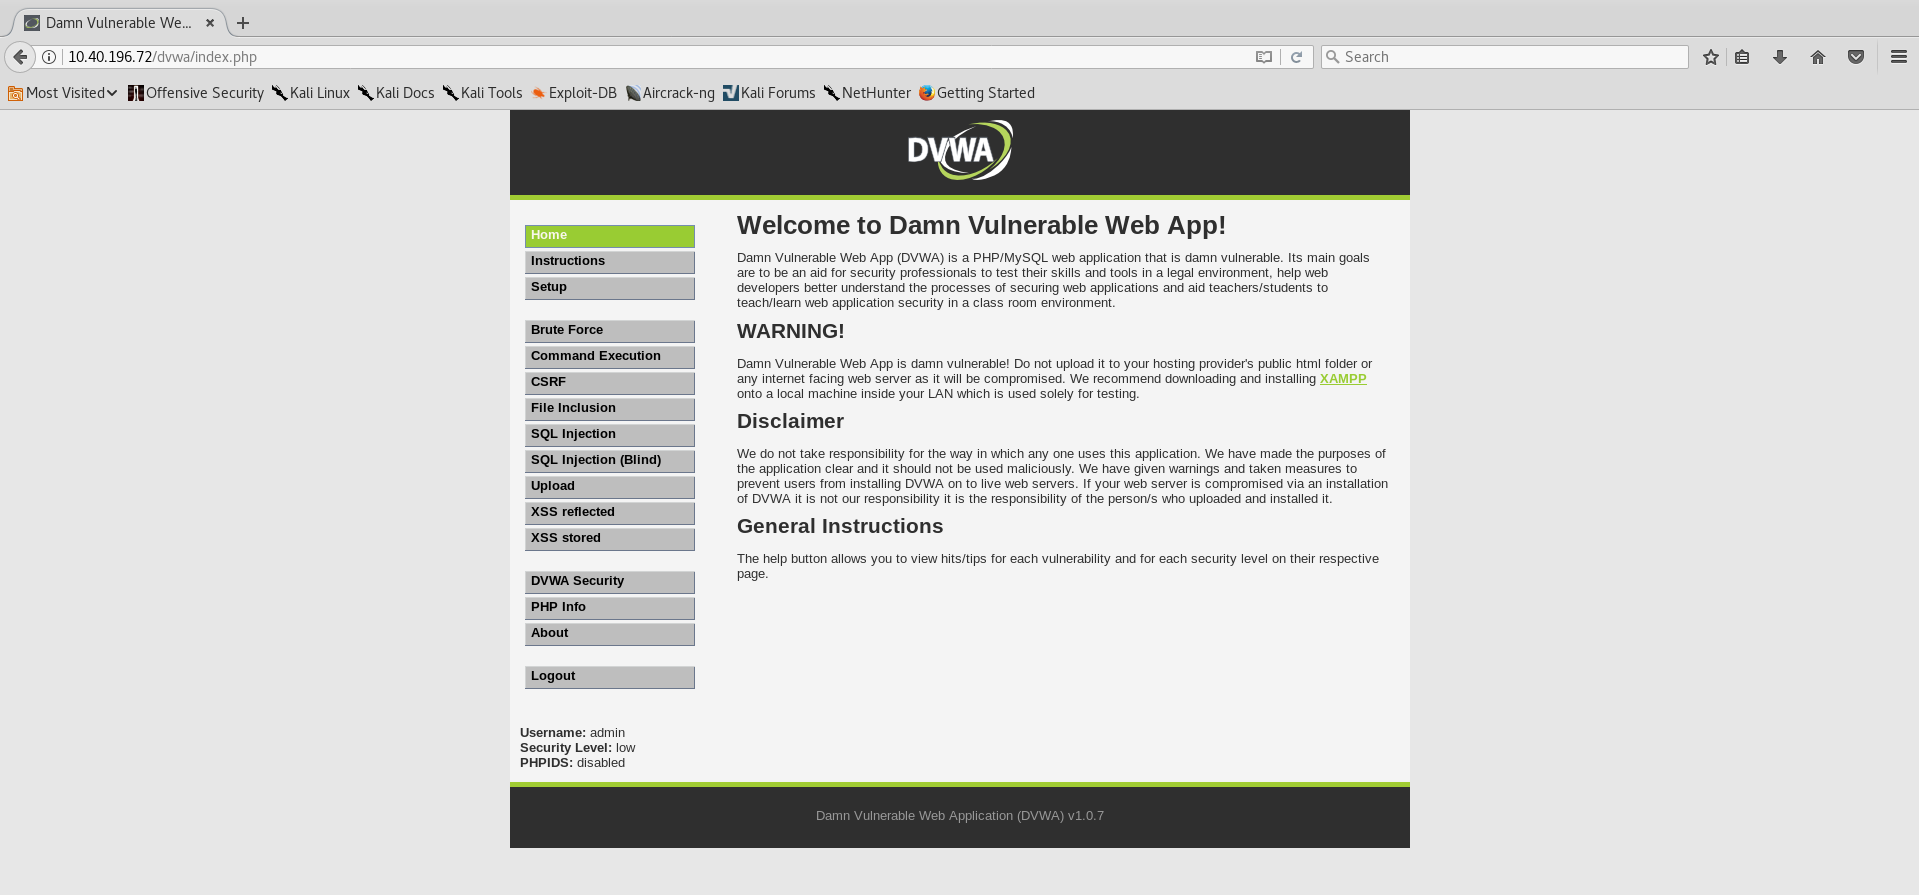 Damn Vulnerable We...
10.40.196.72/dvwa/index.php
Search
Most Visited Offensive Security Kali Linux Kali Docs Kali Tools Exploit-DB Aircrack-ng Kali Forums NetHunter Getting Started
DVWA
Home
Instructions
Setup
Brute Force
Command Execution
CSRF
File Inclusion
SQL Injection
SQL Injection (Blind)
Upload
XSS reflected
XSS stored
DVWA Security
PHP Info
About
Logout
Welcome to Damn Vulnerable Web App!
Damn Vulnerable Web App (DVWA) is a PHP/MySQL web application that is damn vulnerable. Its main goals
are to be an aid for security professionals to test their skills and tools in a legal environment, help web
developers better understand the processes of securing web applications and aid teachers/students to
teach/learn web application security in a class room environment.
WARNING!
Damn Vulnerable Web App is damn vulnerable! Do not upload it to your hosting provider's public html folder or
any internet facing web server as it will be compromised. We recommend downloading and installing XAMPP
onto a local machine inside your LAN which is used solely for testing.
Disclaimer
We do not take responsibility for the way in which any one uses this application. We have made the purposes of
the application clear and it should not be used maliciously. We have given warnings and taken measures to
prevent users from installing DVWA on to live web servers. If your web server is compromised via an installation
of DVWA it is not our responsibility it is the responsibility of the person/s who uploaded and installed it.
General Instructions
The help button allows you to view hits/tips for each vulnerability and for each security level on their respective
page.
Username: admin
Security Level: low
PHPIDS: disabled
Damn Vulnerable Web Application (DVWA) v1.0.7